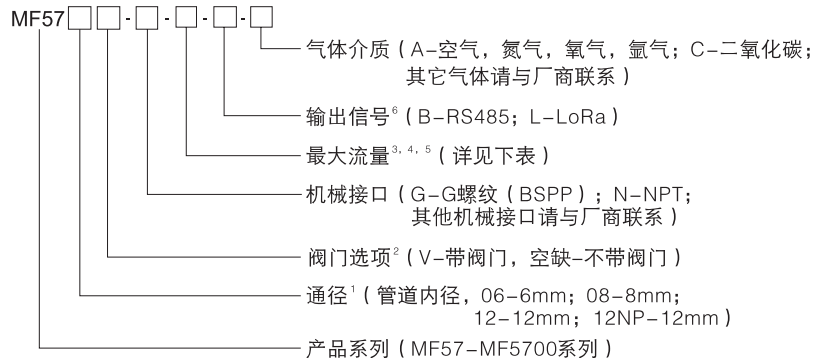 MF57□□-□-□-□-□
气体介质（A-空气，氮气，氧气，氩气；C-二氧化碳；
其它气体请与厂商联系）
输出信号⁶（B-RS485；L-LoRa）
最大流量³，⁴，⁵（详见下表）
机械接口（G-G螺纹（BSPP）；N-NPT；
其他机械接口请与厂商联系）
阀门选项²（V-带阀门，空缺-不带阀门）
通径¹（管道内径，06-6mm；08-8mm；
12-12mm；12NP-12mm）
产品系列（MF57-MF5700系列）